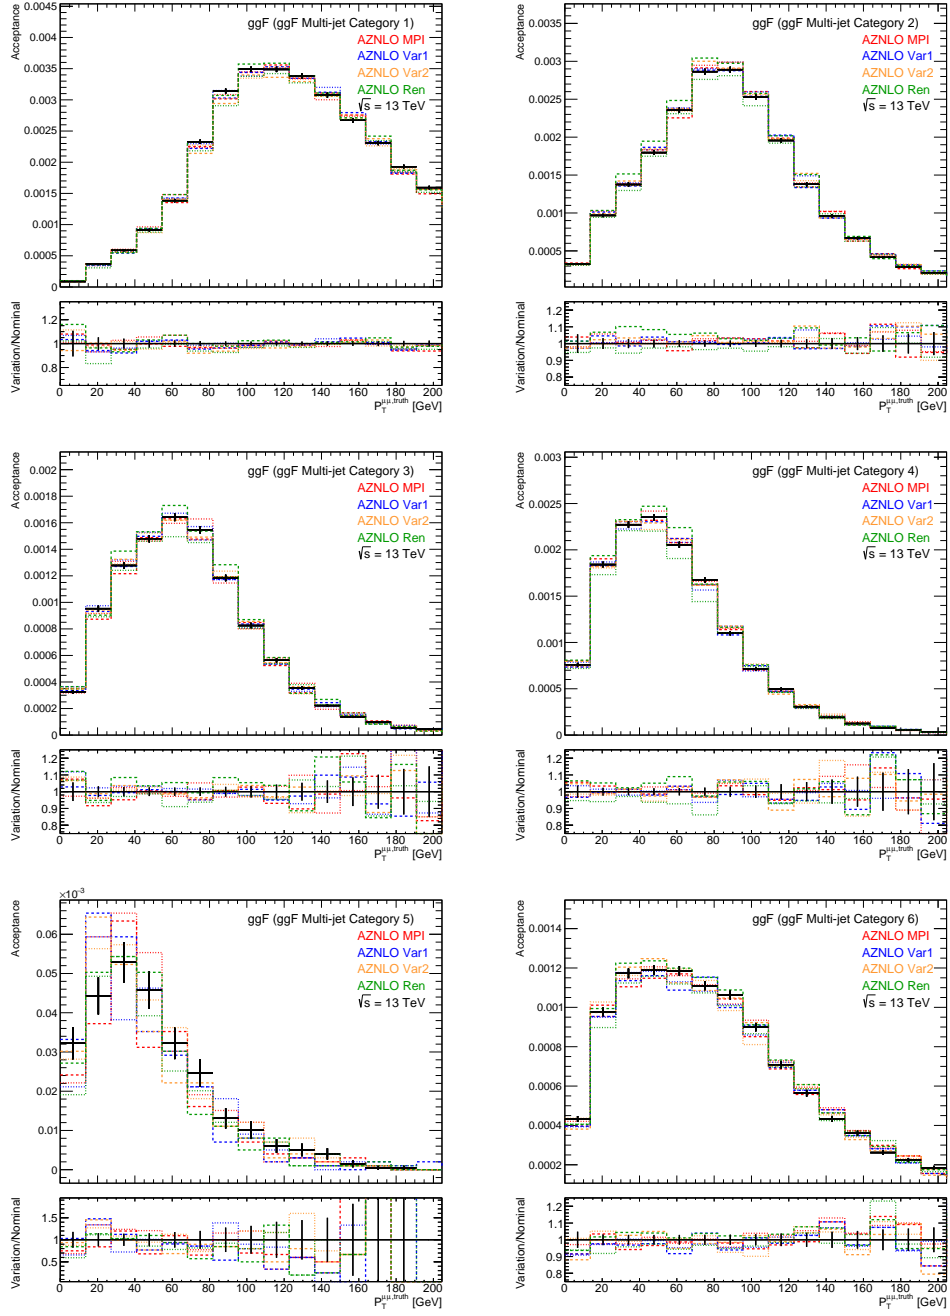 Acceptance
0.0045
0.004
0.0035
0.003
0.0025
0.002
0.0015
0.001
0.0005
0
ggF (ggF Multi-jet Category 1)
AZNLO MPI
AZNLO Var1
AZNLO Var2
AZNLO Ren
√s = 13 TeV
Variation/Nominal
1.2
1
0.8
0 20 40 60 80 100 120 140 160 180 200
P_T^{μμ,truth} [GeV]
Acceptance
0.0035
0.003
0.0025
0.002
0.0015
0.001
0.0005
ggF (ggF Multi-jet Category 2)
AZNLO MPI
AZNLO Var1
AZNLO Var2
AZNLO Ren
√s = 13 TeV
Variation/Nominal
1.2
1.1
1
0.9
0 20 40 60 80 100 120 140 160 180 200
P_T^{μμ,truth} [GeV]
Acceptance
0.002
0.0018
0.0016
0.0014
0.0012
0.001
0.0008
0.0006
0.0004
0.0002
0
ggF (ggF Multi-jet Category 3)
AZNLO MPI
AZNLO Var1
AZNLO Var2
AZNLO Ren
√s = 13 TeV
Variation/Nominal
1.2
1.1
1
0.9
0.8
0 20 40 60 80 100 120 140 160 180 200
P_T^{μμ,truth} [GeV]
Acceptance
0.003
0.0025
0.002
0.0015
0.001
0.0005
0
ggF (ggF Multi-jet Category 4)
AZNLO MPI
AZNLO Var1
AZNLO Var2
AZNLO Ren
√s = 13 TeV
Variation/Nominal
1.2
1.1
1
0.9
0.8
0 20 40 60 80 100 120 140 160 180 200
P_T^{μμ,truth} [GeV]
×10⁻³
Acceptance
0.06
0.05
0.04
0.03
0.02
0.01
0
ggF (ggF Multi-jet Category 5)
AZNLO MPI
AZNLO Var1
AZNLO Var2
AZNLO Ren
√s = 13 TeV
Variation/Nominal
1.5
1
0.5
0 20 40 60 80 100 120 140 160 180 200
P_T^{μμ,truth} [GeV]
Acceptance
0.0014
0.0012
0.001
0.0008
0.0006
0.0004
0.0002
ggF (ggF Multi-jet Category 6)
AZNLO MPI
AZNLO Var1
AZNLO Var2
AZNLO Ren
√s = 13 TeV
Variation/Nominal
1.2
1.1
1
0.9
0.8
0 20 40 60 80 100 120 140 160 180 200
P_T^{μμ,truth} [GeV]